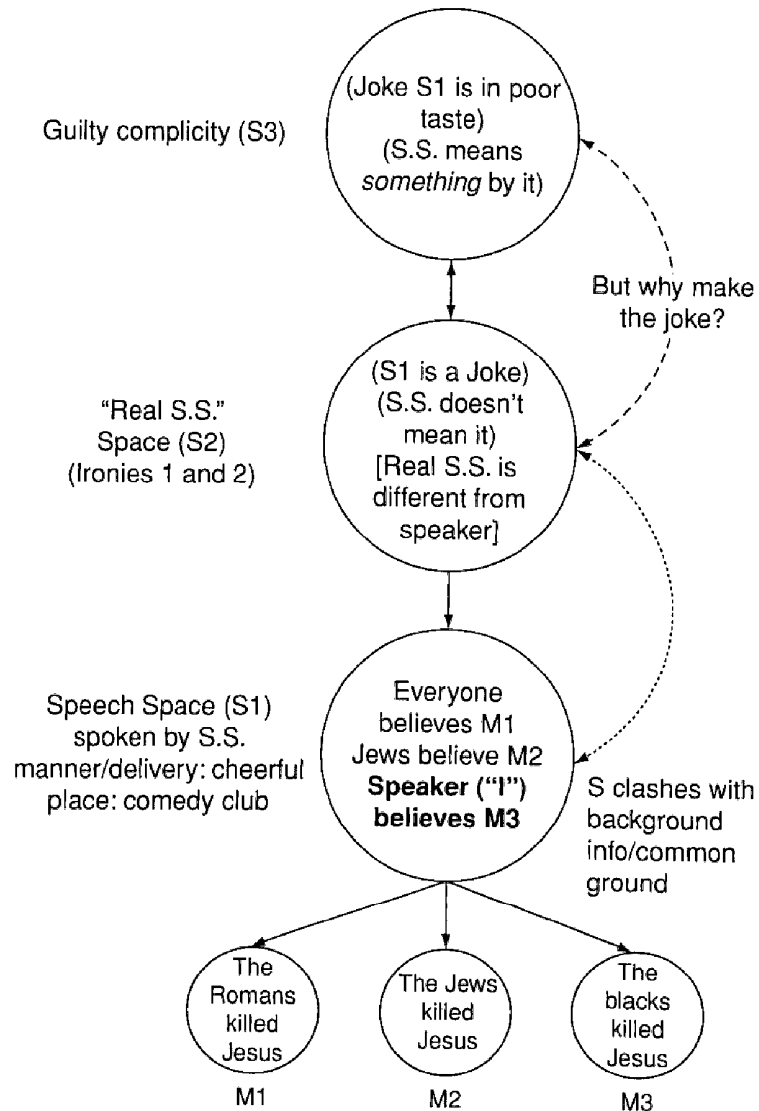 (Joke S1 is in poor
taste)
(S.S. means
something by it)
Guilty complicity (S3)
But why make
the joke?
(S1 is a Joke)
(S.S. doesn't
mean it)
[Real S.S. is
different from
speaker]
“Real S.S.”
Space (S2)
(Ironies 1 and 2)
Everyone
believes M1
Jews believe M2
Speaker (“I”)
believes M3
Speech Space (S1)
spoken by S.S.
manner/delivery: cheerful
place: comedy club
S clashes with
background
info/common
ground
The
Romans
killed
Jesus
M1
The Jews
killed
Jesus
M2
The
blacks
killed
Jesus
M3